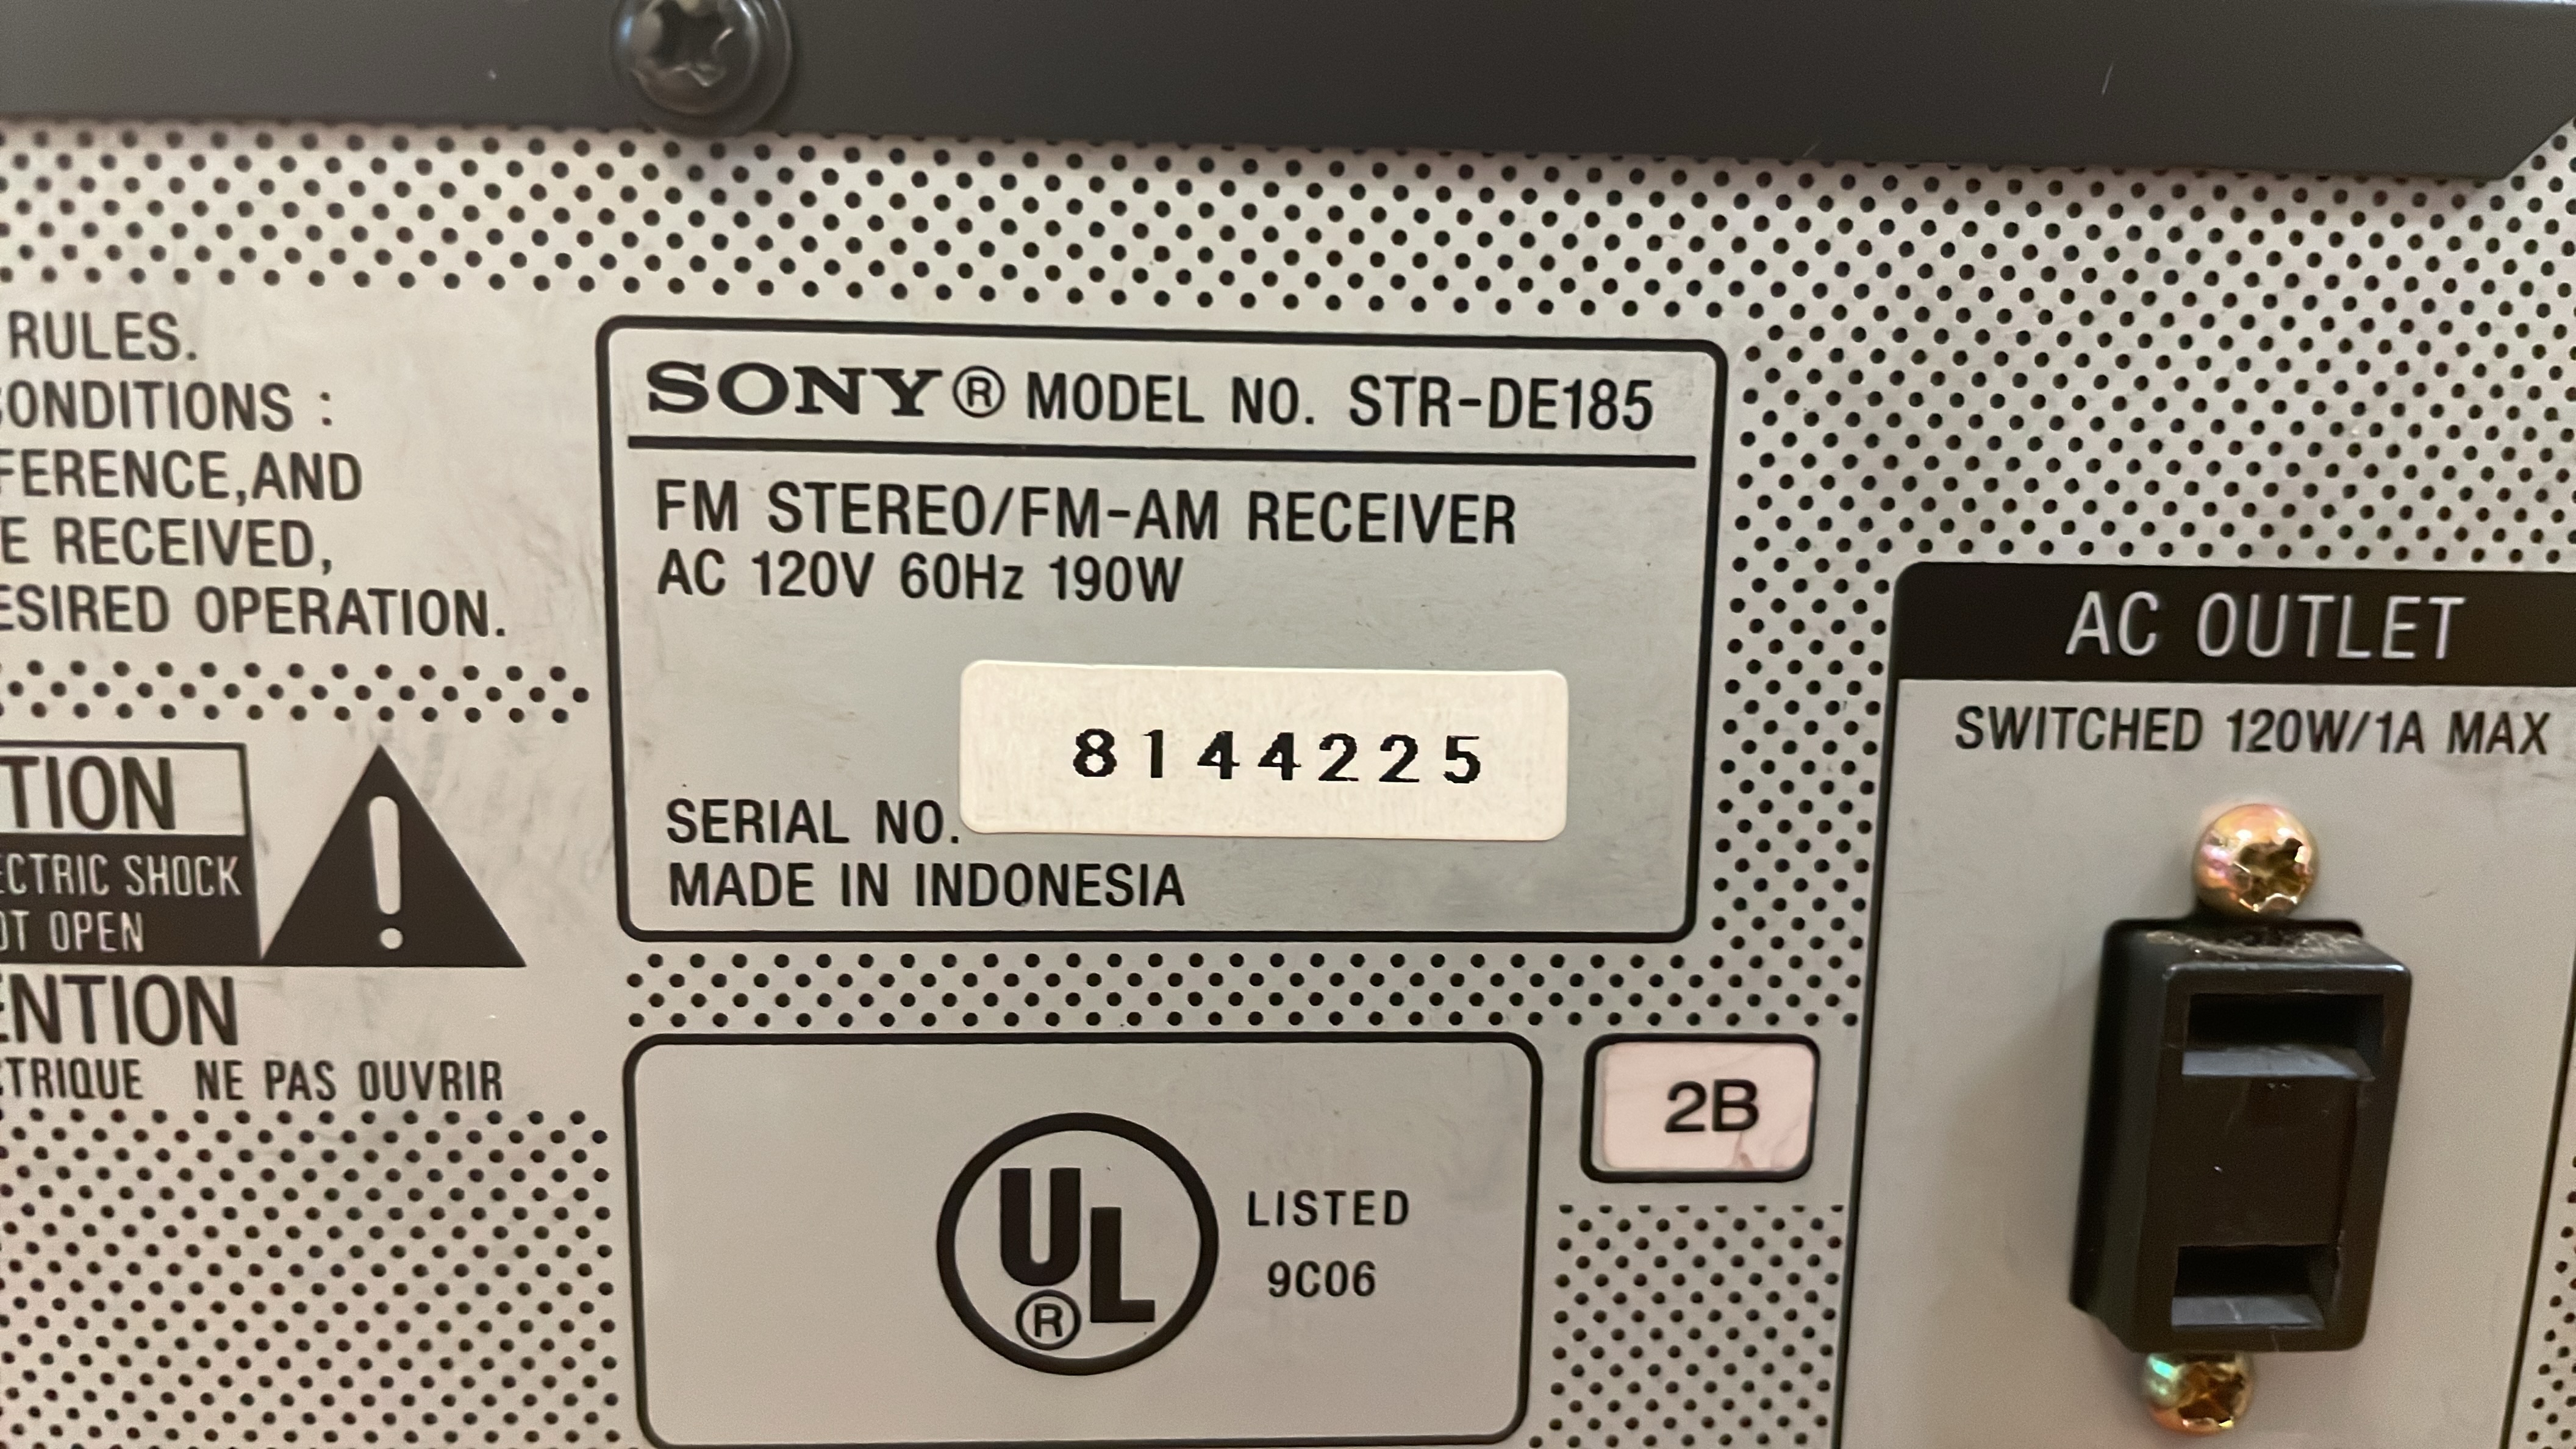 RULES.
CONDITIONS :
FERENCE,AND
E RECEIVED,
ESIRED OPERATION.
SONY® MODEL NO. STR-DE185
FM STEREO/FM-AM RECEIVER
AC 120V 60Hz 190W
8144225
SERIAL NO.
MADE IN INDONESIA
AC OUTLET
SWITCHED 120W/1A MAX
TION
ECTRIC SHOCK
OT OPEN
ENTION
CTRIQUE NE PAS OUVRIR
UL®
LISTED
9C06
2B